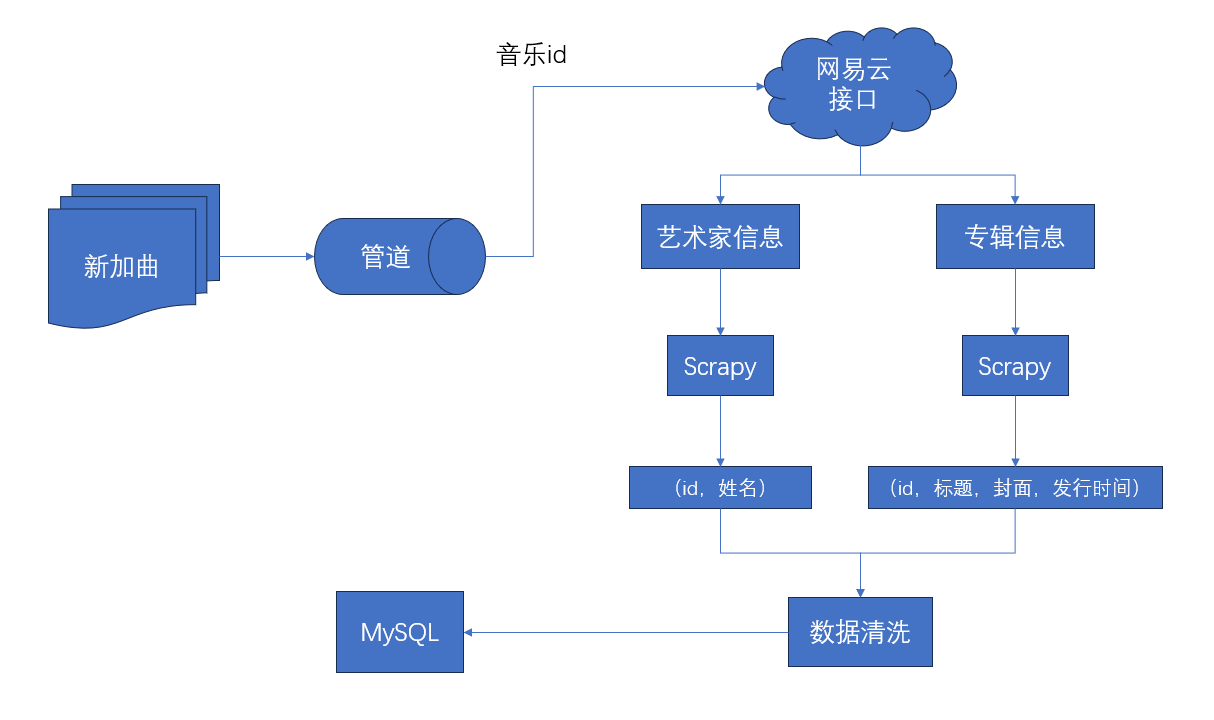 音乐id
网易云
接口
新加曲
管道
艺术家信息
专辑信息
Scrapy
Scrapy
（id，姓名）
（id，标题，封面，发行时间）
MySQL
数据清洗